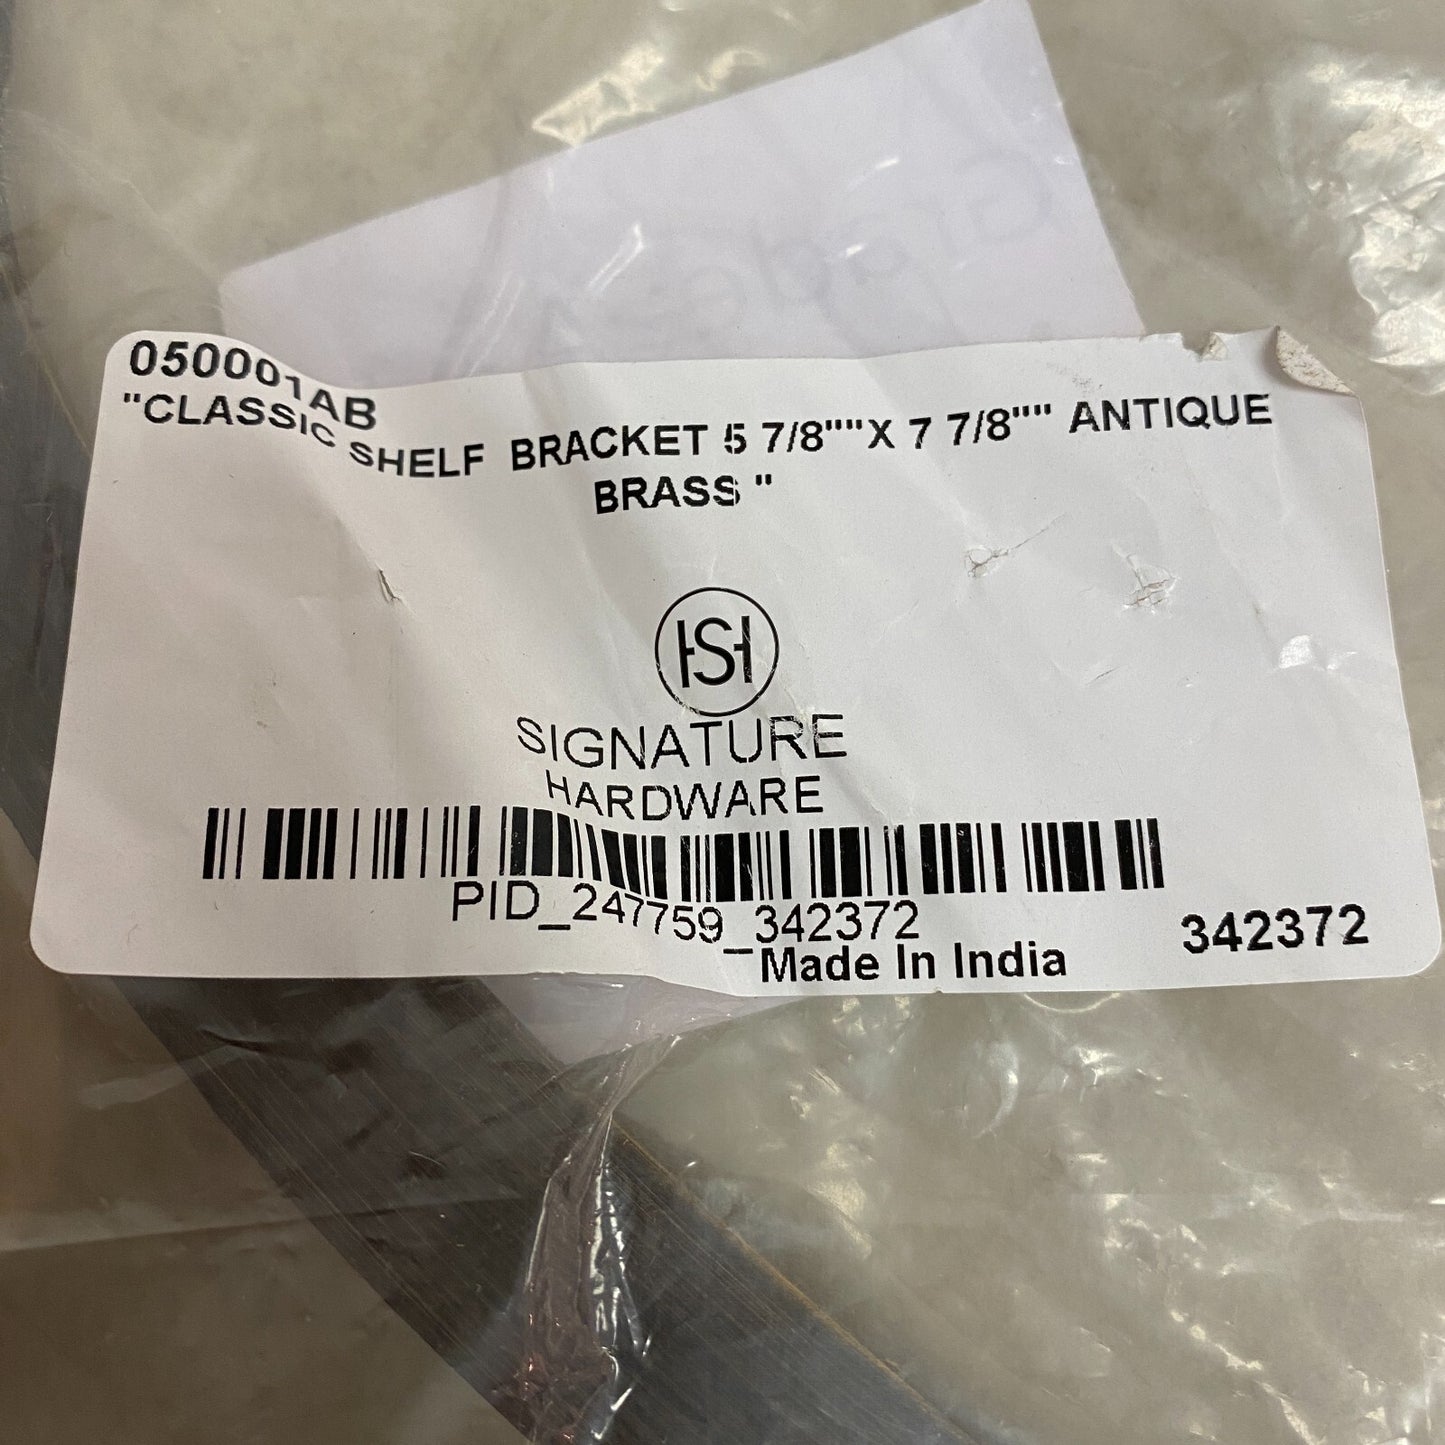 050001AB
"CLASSIC SHELF BRACKET 5 7/8""X 7 7/8"" ANTIQUE
BRASS "
HSH
SIGNATURE
HARDWARE
PID_247759_342372
Made In India
342372